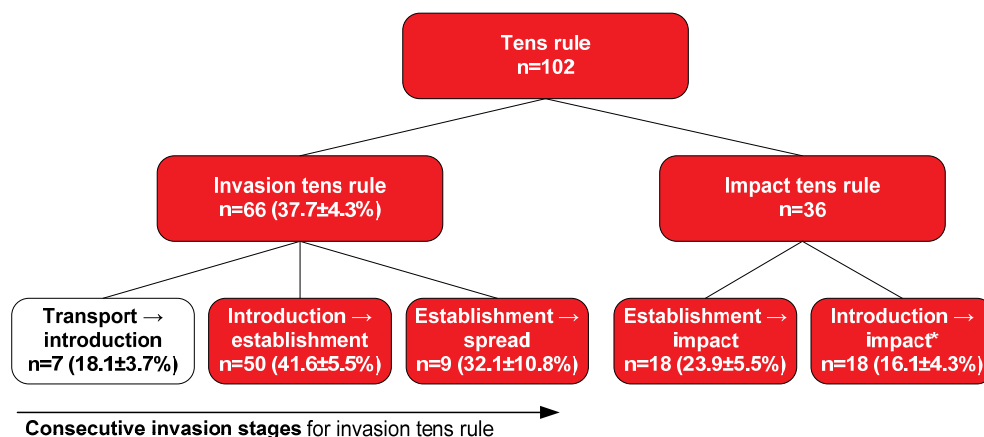 Tens rule
n=102
Invasion tens rule
n=66 (37.7±4.3%)
Impact tens rule
n=36
Transport →
introduction
n=7 (18.1±3.7%)
Introduction →
establishment
n=50 (41.6±5.5%)
Establishment →
spread
n=9 (32.1±10.8%)
Establishment →
impact
n=18 (23.9±5.5%)
Introduction →
impact*
n=18 (16.1±4.3%)
Consecutive invasion stages for invasion tens rule